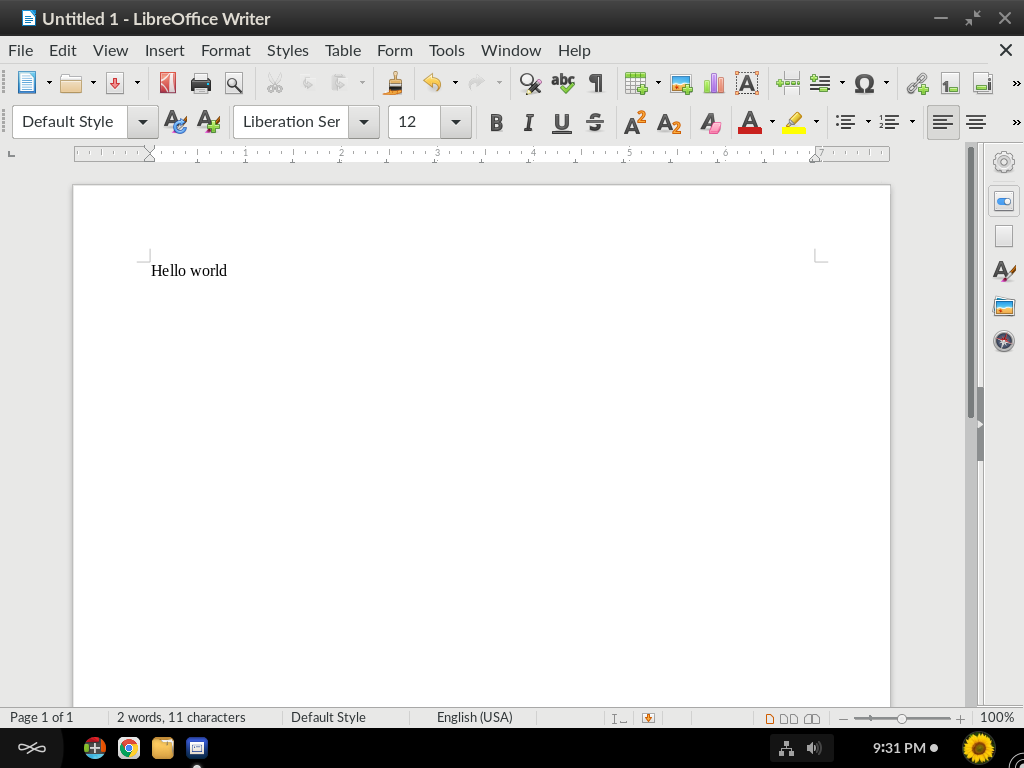 Untitled 1 - LibreOffice Writer
File Edit View Insert Format Styles Table Form Tools Window Help
Default Style Liberation Ser 12
1 2 3 4 5 6 7
Hello world
Page 1 of 1 2 words, 11 characters Default Style English (USA) 100%
9:31 PM